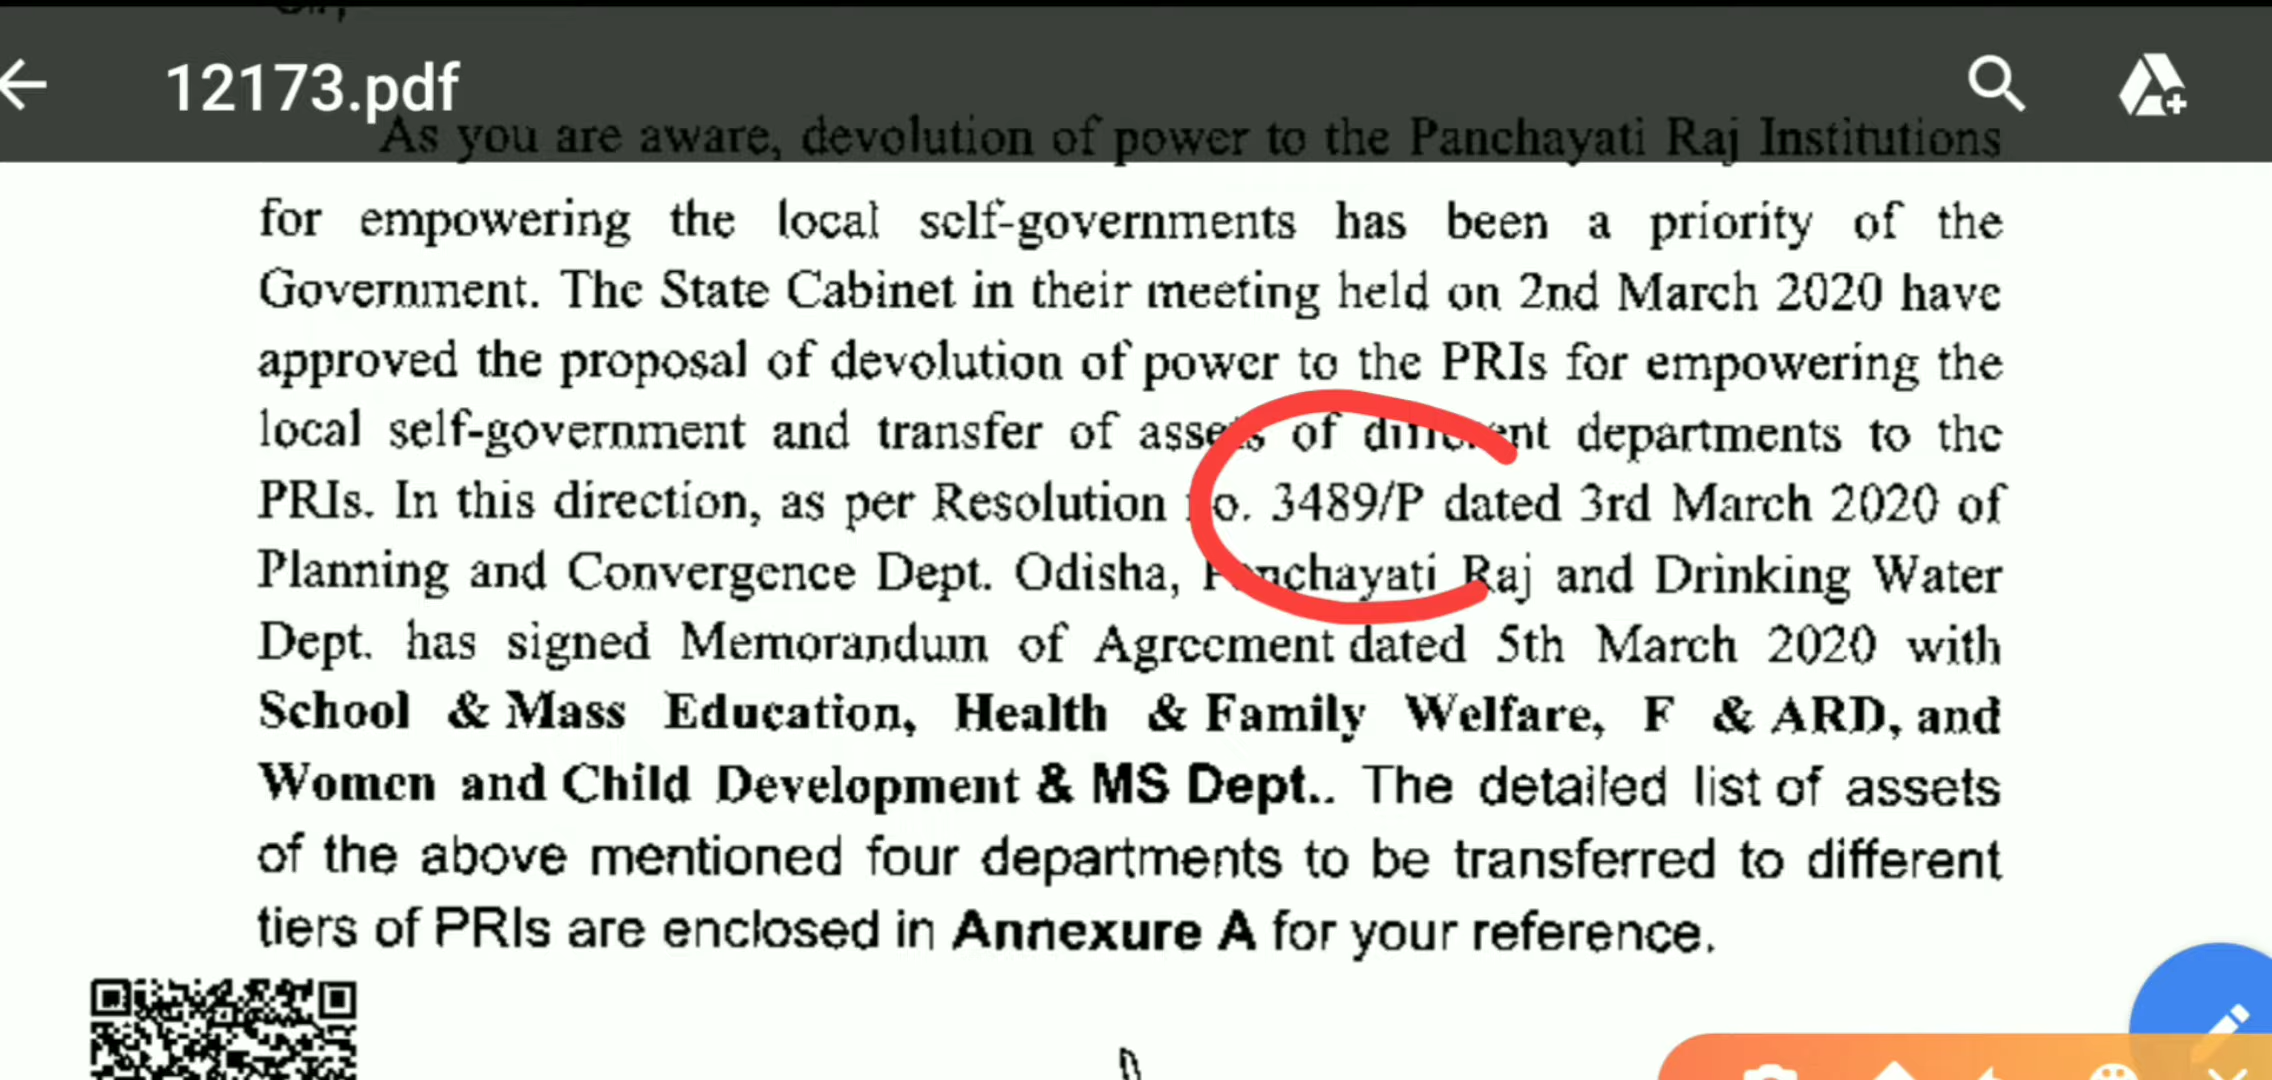 12173.pdf
As you are aware, devolution of power to the Panchayati Raj Institutions
for empowering the local self-governments has been a priority of the
Government. The State Cabinet in their meeting held on 2nd March 2020 have
approved the proposal of devolution of power to the PRIs for empowering the
local self-government and transfer of assets of different departments to the
PRIs. In this direction, as per Resolution no. 3489/P dated 3rd March 2020 of
Planning and Convergence Dept. Odisha, Panchayati Raj and Drinking Water
Dept. has signed Memorandum of Agreement dated 5th March 2020 with
School & Mass Education, Health & Family Welfare, F & ARD, and
Women and Child Development & MS Dept.. The detailed list of assets
of the above mentioned four departments to be transferred to different
tiers of PRIs are enclosed in Annexure A for your reference.